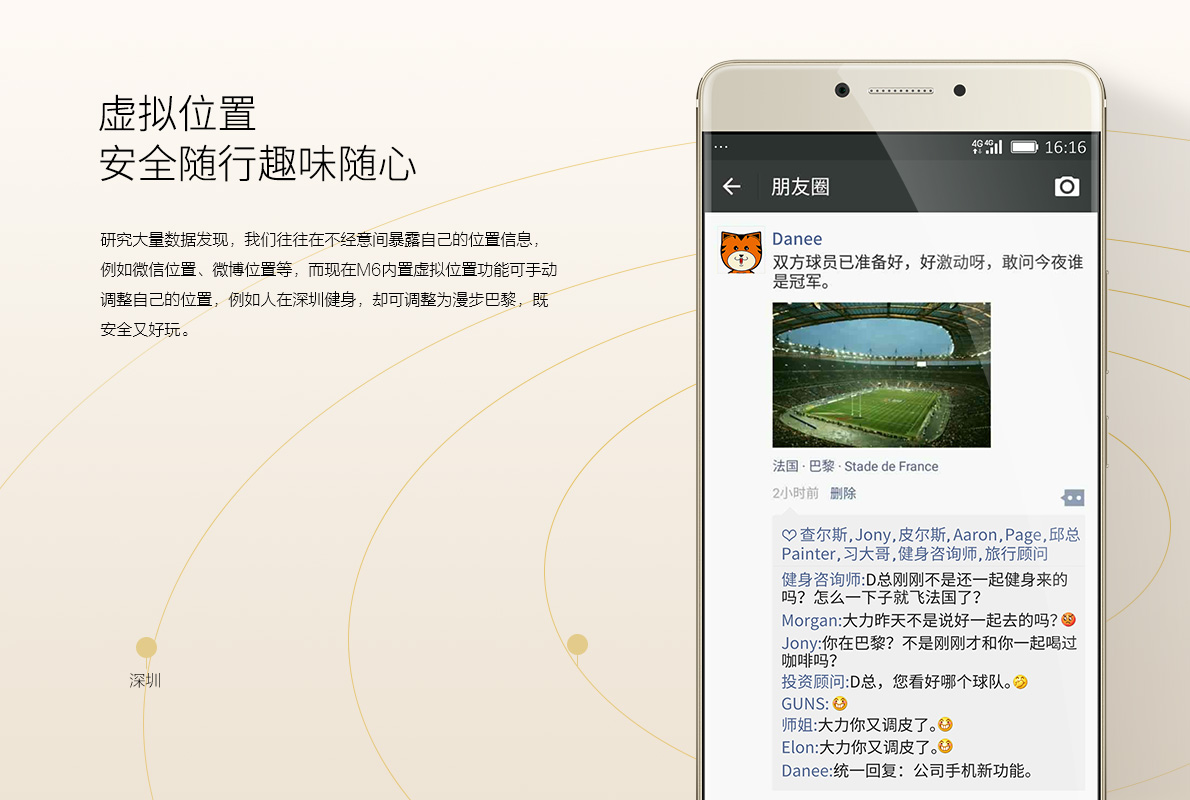 虚拟位置
安全随行趣味随心
研究大量数据发现，我们往往在不经意间暴露自己的位置信息，
例如微信位置、微博位置等，而现在M6内置虚拟位置功能可手动
调整自己的位置，例如人在深圳健身，却可调整为漫步巴黎，既
安全又好玩。
深圳
4G 4G 16:16
朋友圈
Danee
双方球员已准备好，好激动呀，敢问今夜谁
是冠军。
法国 · 巴黎 · Stade de France
2小时前 删除
查尔斯,Jony,皮尔斯,Aaron,Page,邱总
Painter,习大哥,健身咨询师,旅行顾问
健身咨询师:D总刚刚不是还一起健身来的
吗？怎么一下子就飞法国了？
Morgan:大力昨天不是说好一起去的吗？
Jony:你在巴黎？不是刚刚才和你一起喝过
咖啡吗？
投资顾问:D总，您看好哪个球队。
GUNS:
师姐:大力你又调皮了。
Elon:大力你又调皮了。
Danee:统一回复：公司手机新功能。